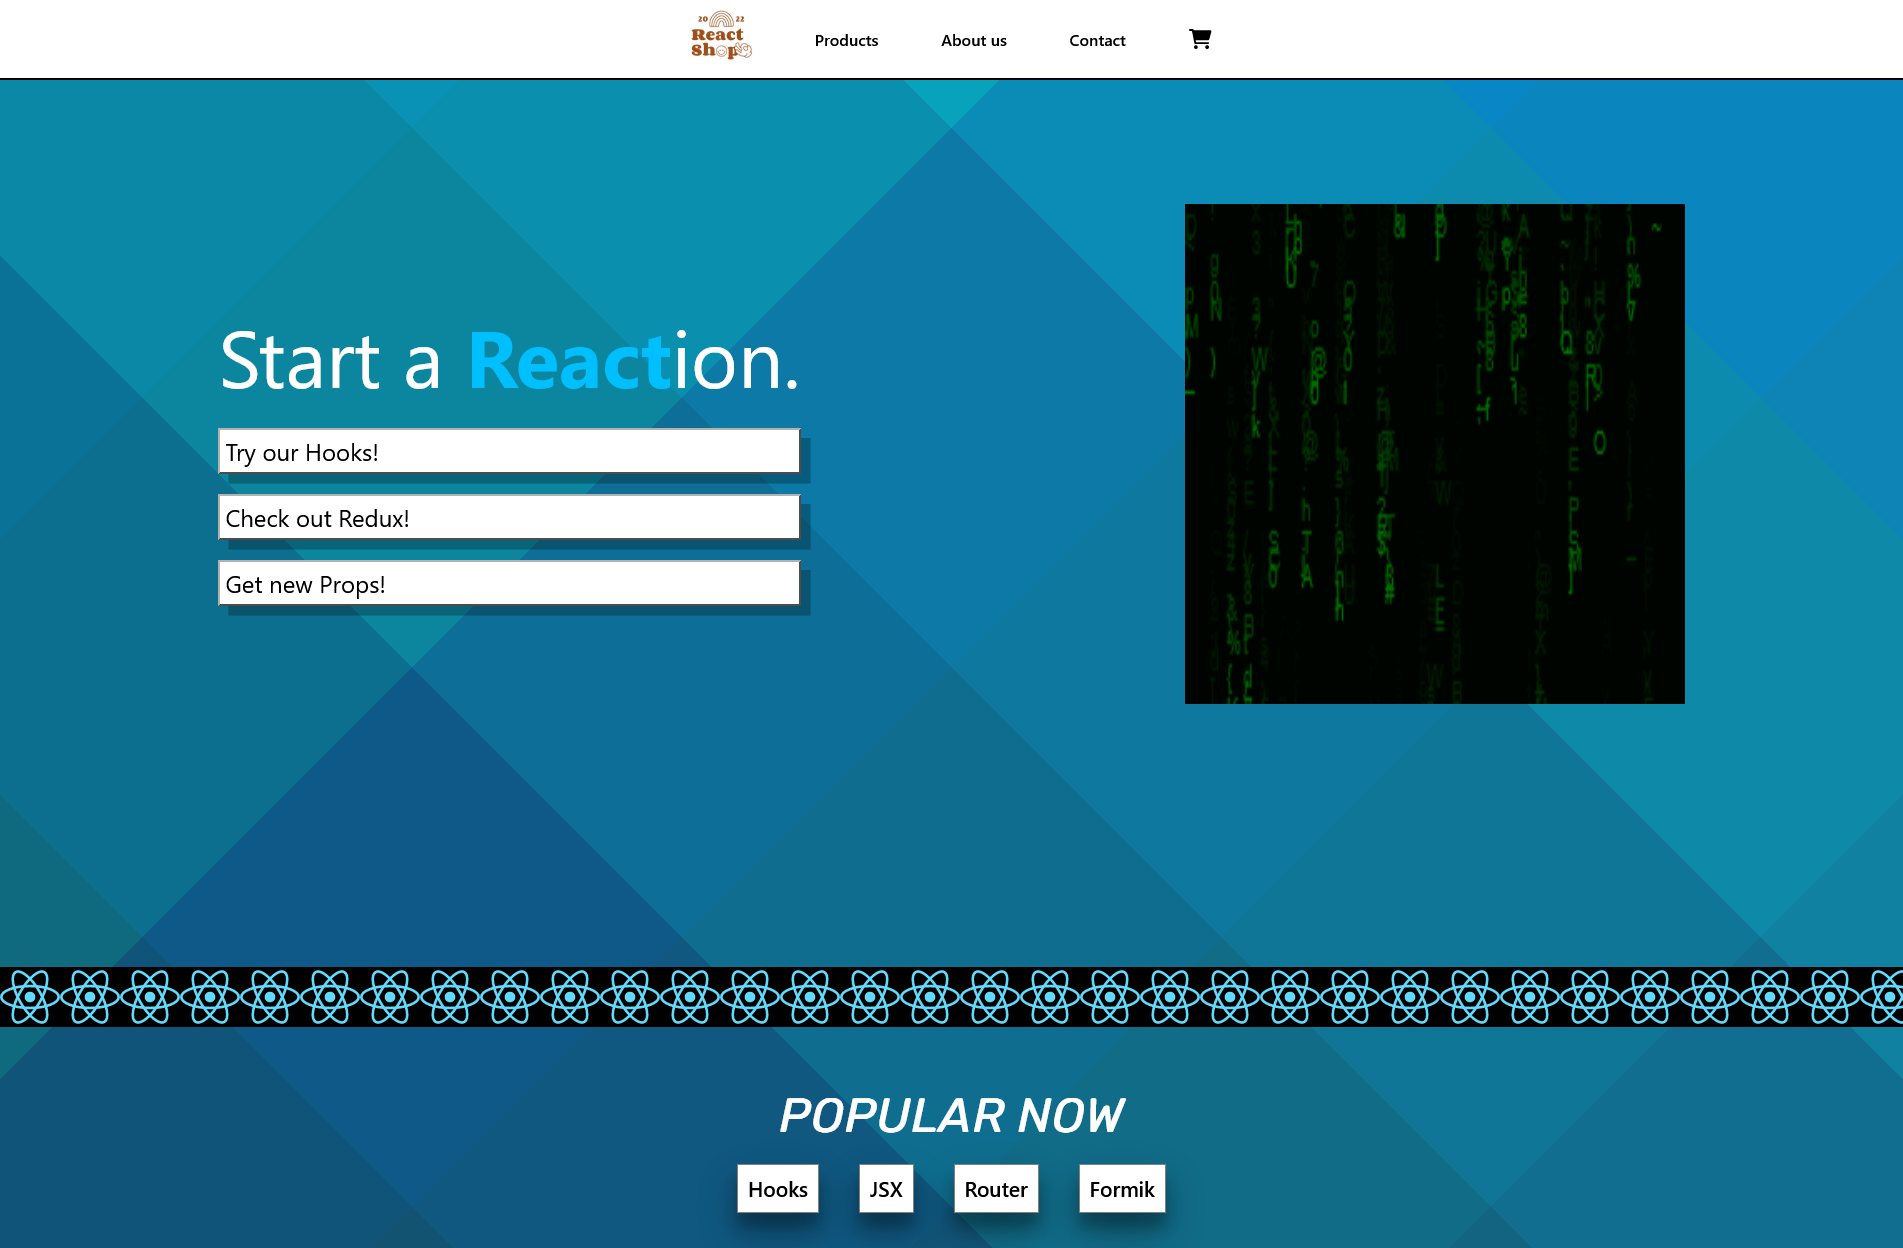 20 22
React
Shop
Products
About us
Contact
Start a Reaction.
Try our Hooks!
Check out Redux!
Get new Props!
POPULAR NOW
Hooks
JSX
Router
Formik